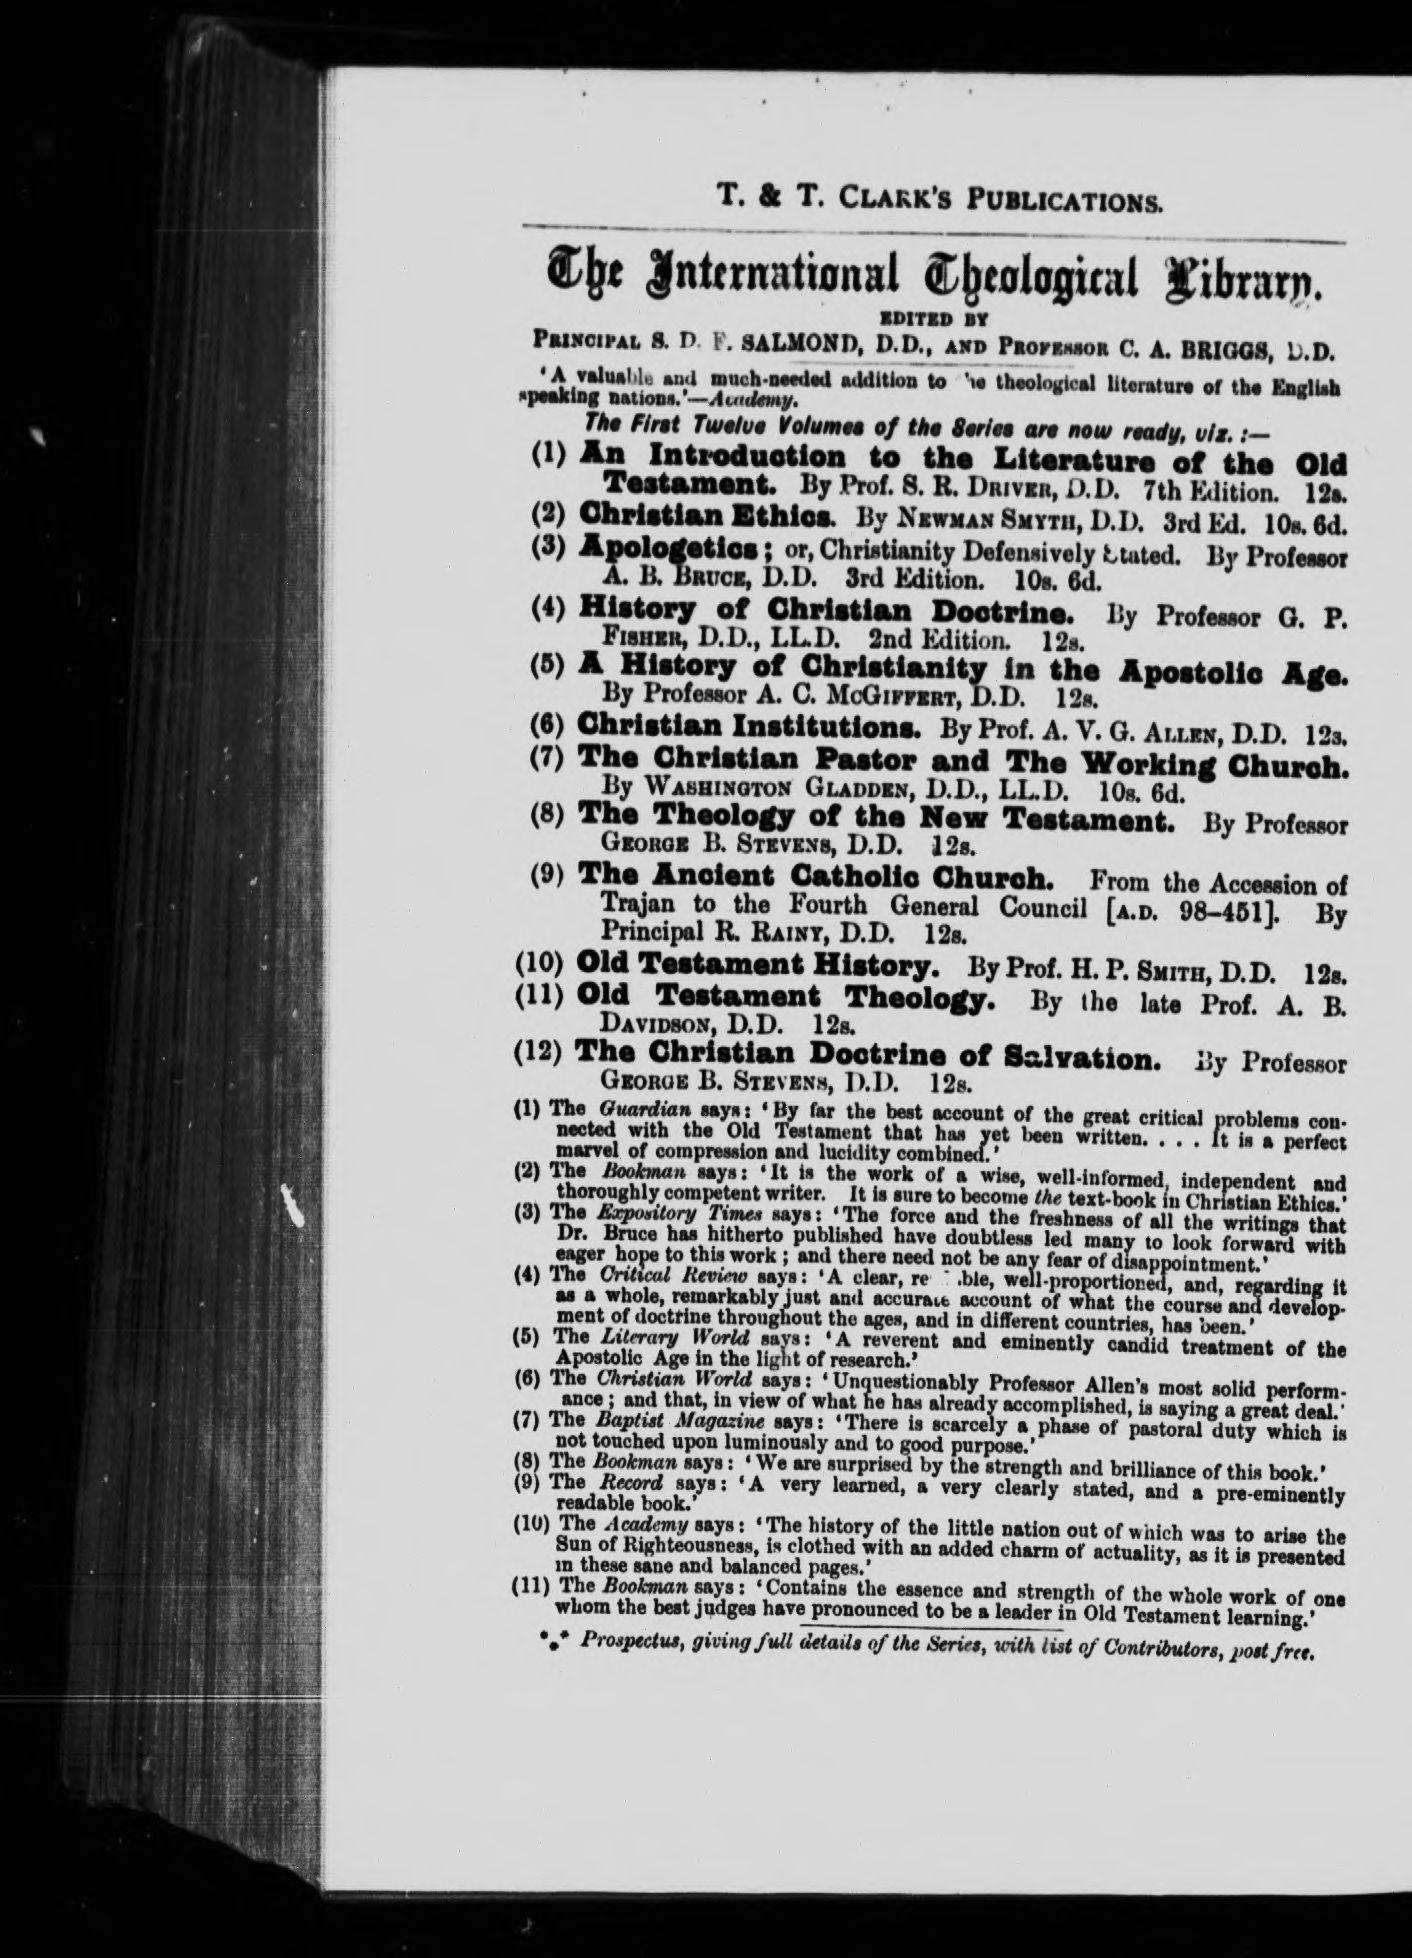 T. & T. CLARK'S PUBLICATIONS.
The International Theological Library.
EDITED BY
PRINCIPAL S. D. F. SALMOND, D.D., AND PROFESSOR C. A. BRIGGS, D.D.
'A valuable and much-needed addition to theological literature of the English
speaking nations.'—Academy.
The First Twelve Volumes of the Series are now ready, viz. :—
(1) An Introduction to the Literature of the Old
Testament. By Prof. S. R. DRIVER, D.D. 7th Edition. 12s.
(2) Christian Ethics. By NEWMAN SMYTH, D.D. 3rd Ed. 10s. 6d.
(3) Apologetics; or, Christianity Defensively Stated. By Professor
A. B. BRUCE, D.D. 3rd Edition. 10s. 6d.
(4) History of Christian Doctrine. By Professor G. P.
FISHER, D.D., LL.D. 2nd Edition. 12s.
(5) A History of Christianity in the Apostolic Age.
By Professor A. C. MCGIFFERT, D.D. 12s.
(6) Christian Institutions. By Prof. A. V. G. ALLEN, D.D. 12s.
(7) The Christian Pastor and The Working Church.
By WASHINGTON GLADDEN, D.D., LL.D. 10s. 6d.
(8) The Theology of the New Testament. By Professor
GEORGE B. STEVENS, D.D. 12s.
(9) The Ancient Catholic Church. From the Accession of
Trajan to the Fourth General Council [A.D. 98–451]. By
Principal R. RAINY, D.D. 12s.
(10) Old Testament History. By Prof. H. P. SMITH, D.D. 12s.
(11) Old Testament Theology. By the late Prof. A. B.
DAVIDSON, D.D. 12s.
(12) The Christian Doctrine of Salvation. By Professor
GEORGE B. STEVENS, D.D. 12s.
(1) The Guardian says: 'By far the best account of the great critical problems con-
nected with the Old Testament that has yet been written. . . . It is a perfect
marvel of compression and lucidity combined.'
(2) The Bookman says: 'It is the work of a wise, well-informed, independent and
thoroughly competent writer. It is sure to become the text-book in Christian Ethics.'
(3) The Expository Times says: 'The force and the freshness of all the writings that
Dr. Bruce has hitherto published have doubtless led many to look forward with
eager hope to this work; and there need not be any fear of disappointment.'
(4) The Critical Review says: 'A clear, well-proportioned, and, regarding it
as a whole, remarkably just and accurate account of what the course and develop-
ment of doctrine throughout the ages, and in different countries, has been.'
(5) The Literary World says: 'A reverent and eminently candid treatment of the
Apostolic Age in the light of research.'
(6) The Christian World says: 'Unquestionably Professor Allen's most solid perform-
ance; and that, in view of what he has already accomplished, is saying a great deal.'
(7) The Baptist Magazine says: 'There is scarcely a phase of pastoral duty which is
not touched upon luminously and to good purpose.'
(8) The Bookman says: 'We are surprised by the strength and brilliance of this book.'
(9) The Record says: 'A very learned, a very clearly stated, and a pre-eminently
readable book.'
(10) The Academy says: 'The history of the little nation out of which was to arise the
Sun of Righteousness, is clothed with an added charm of actuality, as it is presented
in these sane and balanced pages.'
(11) The Bookman says: 'Contains the essence and strength of the whole work of one
whom the best judges have pronounced to be a leader in Old Testament learning.'
*⁎* Prospectus, giving full details of the Series, with list of Contributors, post free.